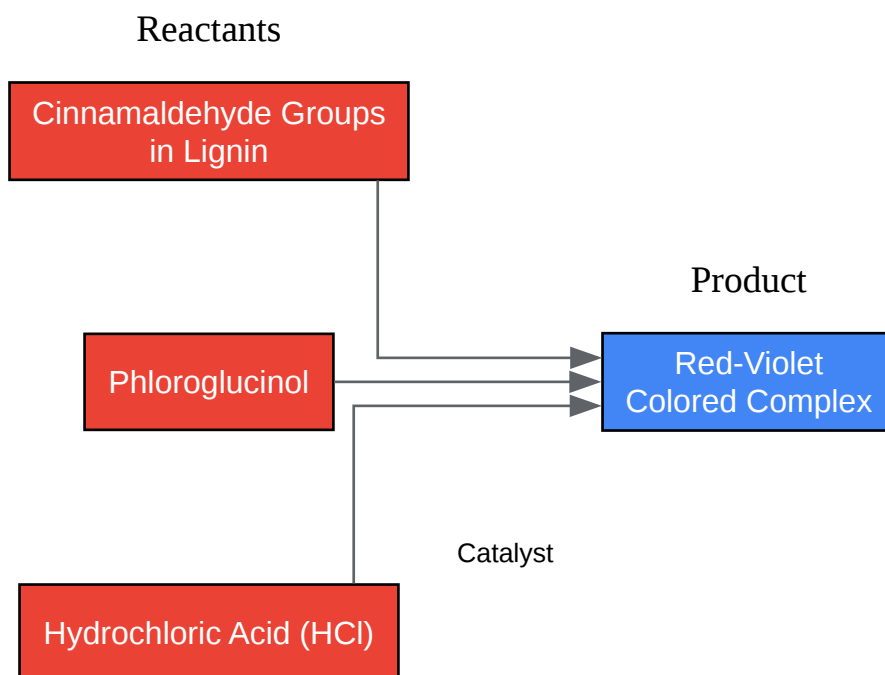 Reactants
Cinnamaldehyde Groups
in Lignin
Product
Phloroglucinol
Red-Violet
Colored Complex
Catalyst
Hydrochloric Acid (HCl)